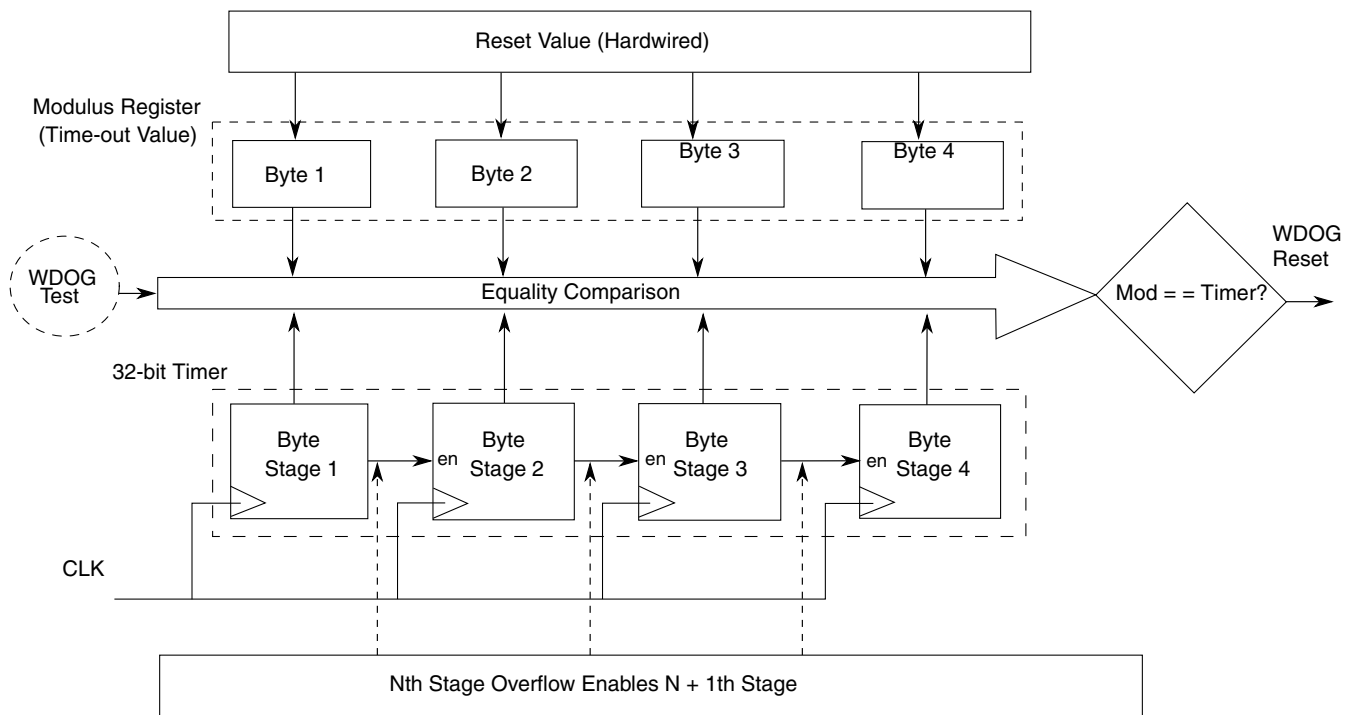 Reset Value (Hardwired)
Modulus Register
(Time-out Value)
Byte 1
Byte 2
Byte 3
Byte 4
WDOG
Test
Equality Comparison
Mod = = Timer?
WDOG
Reset
32-bit Timer
Byte
Stage 1
en
Byte
Stage 2
en
Byte
Stage 3
en
Byte
Stage 4
CLK
Nth Stage Overflow Enables N + 1th Stage